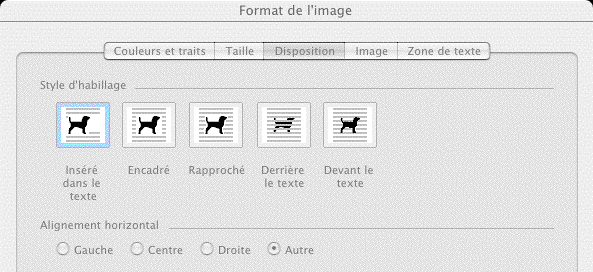 Format de l'image
Couleurs et traits Taille Disposition Image Zone de texte
Style d'habillage
Inséré dans le texte
Encadré
Rapproché
Derrière le texte
Devant le texte
Alignement horizontal
Gauche Centre Droite Autre